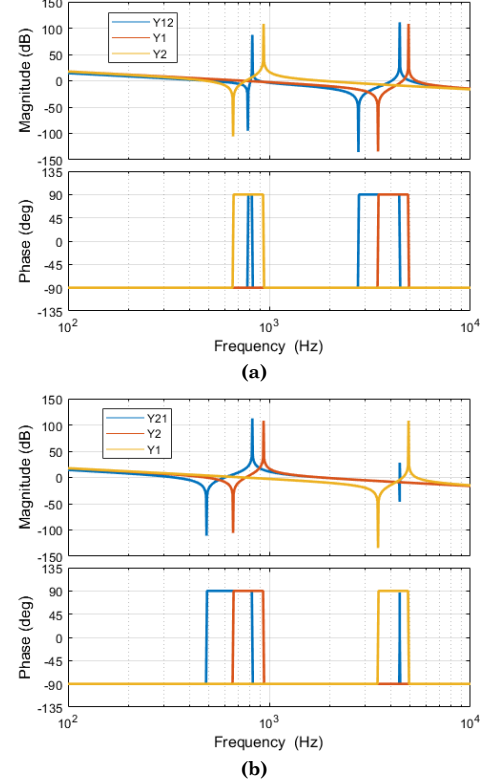 150
100
50
0
-50
-100
-150
Magnitude (dB)
Y12
Y1
Y2
135
90
45
0
-45
-90
-135
Phase (deg)
10^2
10^3
10^4
Frequency (Hz)
(a)
150
100
50
0
-50
-100
-150
Magnitude (dB)
Y21
Y2
Y1
135
90
45
0
-45
-90
-135
Phase (deg)
10^2
10^3
10^4
Frequency (Hz)
(b)